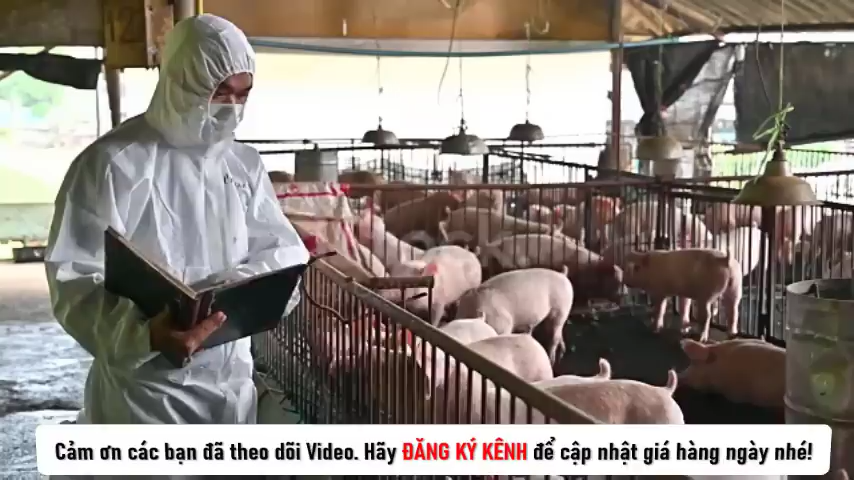 Cảm ơn các bạn đã theo dõi Video. Hãy ĐĂNG KÝ KÊNH để cập nhật giá hàng ngày nhé!